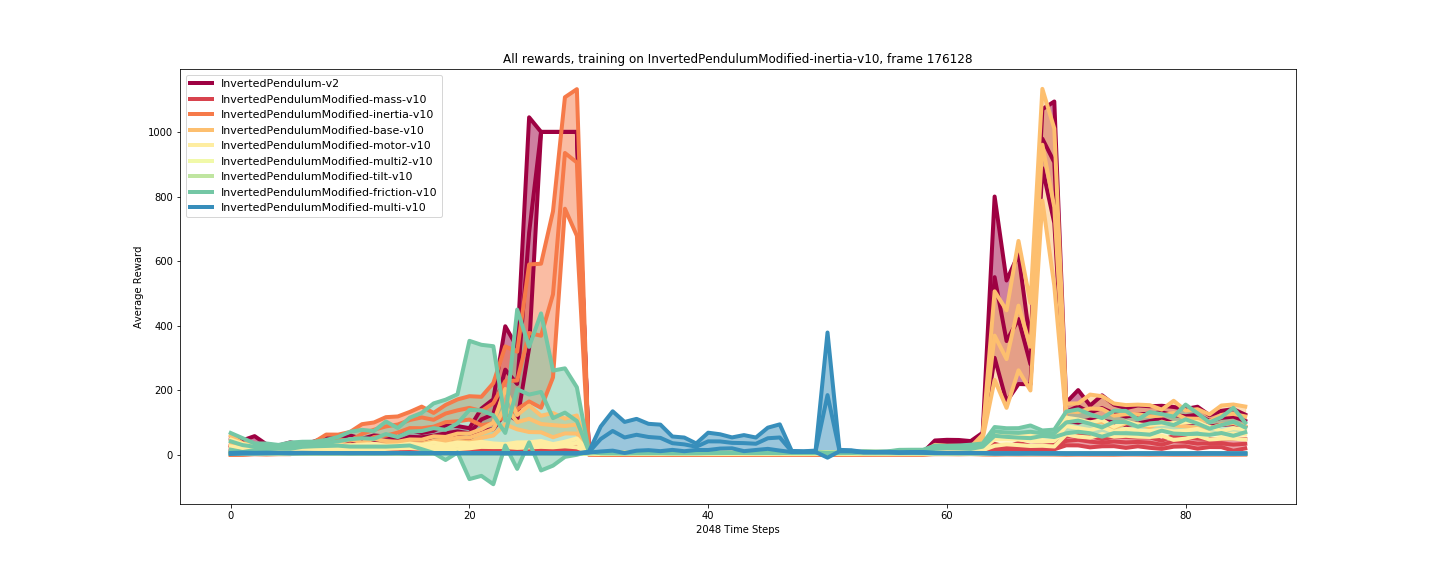 All rewards, training on InvertedPendulumModified-inertia-v10, frame 176128
InvertedPendulum-v2
InvertedPendulumModified-mass-v10
InvertedPendulumModified-inertia-v10
InvertedPendulumModified-base-v10
InvertedPendulumModified-motor-v10
InvertedPendulumModified-multi2-v10
InvertedPendulumModified-tilt-v10
InvertedPendulumModified-friction-v10
InvertedPendulumModified-multi-v10
1000
800
600
400
200
0
Average Reward
0 20 40 60 80
2048 Time Steps